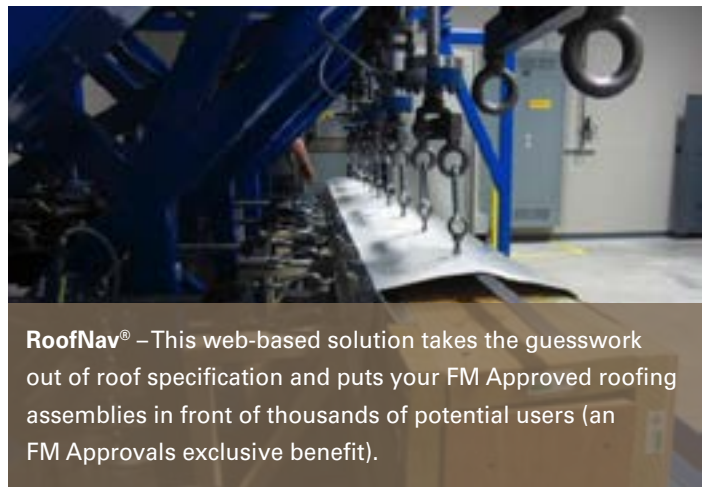 RoofNav® – This web-based solution takes the guesswork
out of roof specification and puts your FM Approved roofing
assemblies in front of thousands of potential users (an
FM Approvals exclusive benefit).